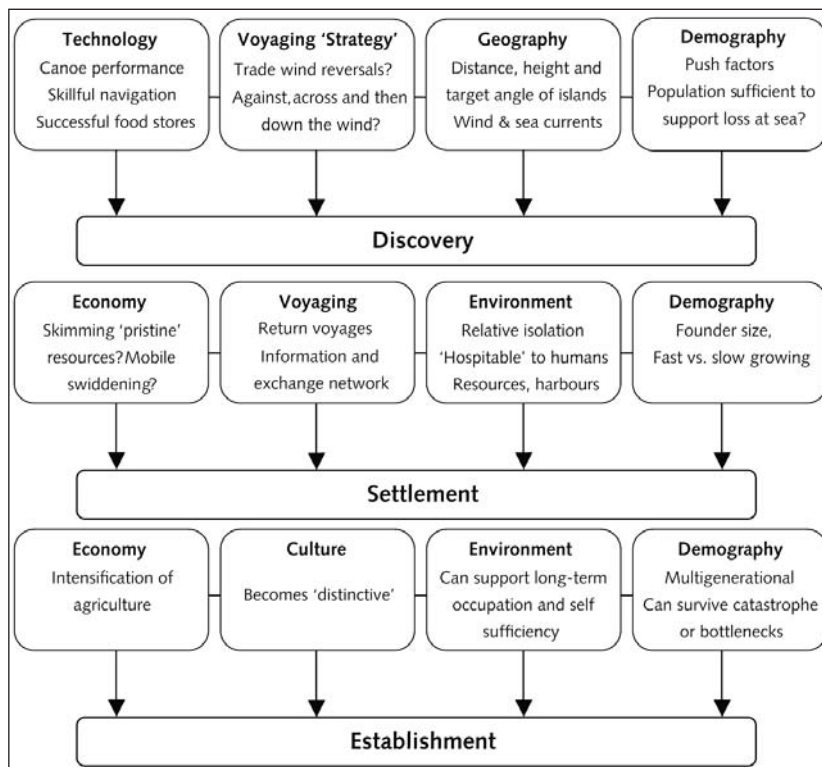 Technology
Canoe performance
Skillful navigation
Successful food stores
Voyaging ‘Strategy’
Trade wind reversals?
Against, across and then
down the wind?
Geography
Distance, height and
target angle of islands
Wind & sea currents
Demography
Push factors
Population sufficient to
support loss at sea?
Discovery
Economy
Skimming ‘pristine’
resources? Mobile
swiddening?
Voyaging
Return voyages
Information and
exchange network
Environment
Relative isolation
‘Hospitable’ to humans
Resources, harbours
Demography
Founder size,
Fast vs. slow growing
Settlement
Economy
Intensification of
agriculture
Culture
Becomes ‘distinctive’
Environment
Can support long-term
occupation and self
sufficiency
Demography
Multigenerational
Can survive catastrophe
or bottlenecks
Establishment